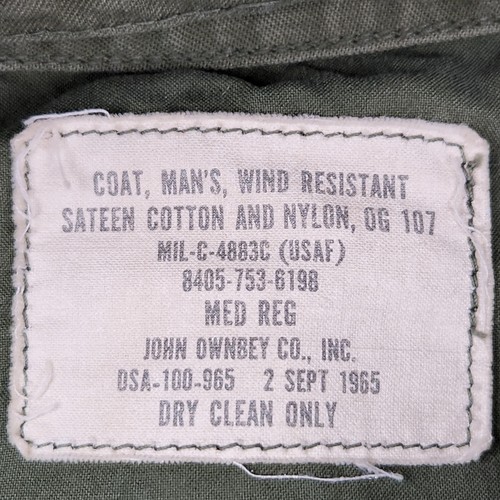 COAT, MAN'S, WIND RESISTANT
SATEEN COTTON AND NYLON, OG 107
MIL-C-4883C (USAF)
8405-753-6198
MED REG
JOHN OWNBEY CO., INC.
DSA-100-965 2 SEPT 1965
DRY CLEAN ONLY